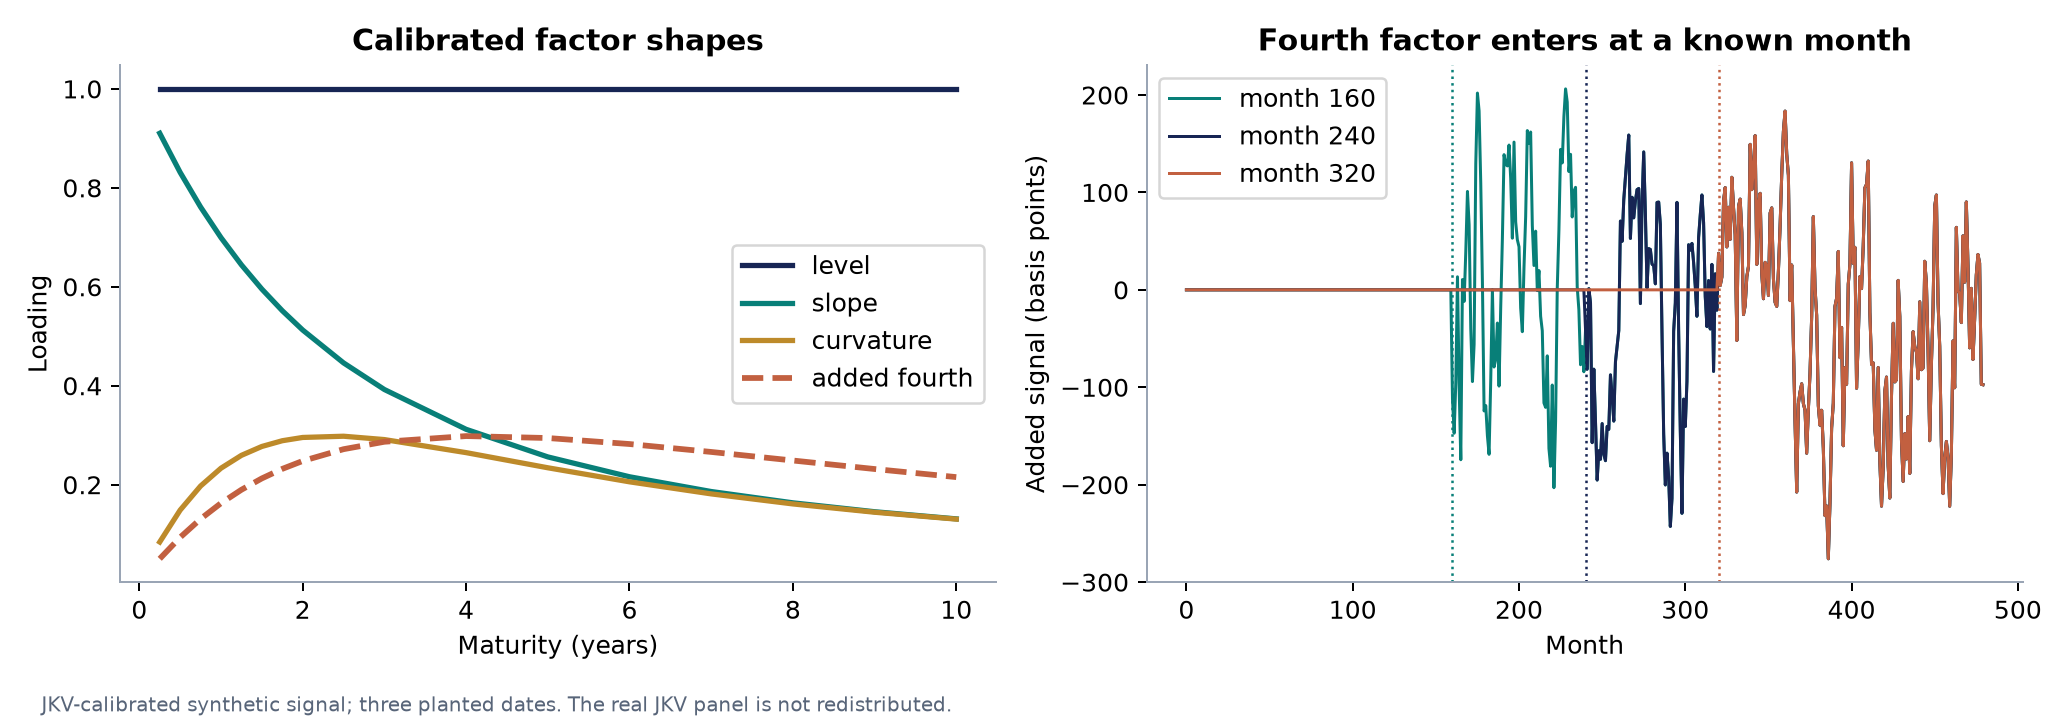 Calibrated factor shapes
Loading
1.0
0.8
0.6
0.4
0.2
level
slope
curvature
added fourth
0 2 4 6 8 10
Maturity (years)
Fourth factor enters at a known month
Added signal (basis points)
200
100
0
−100
−200
−300
month 160
month 240
month 320
0 100 200 300 400 500
Month
JKV-calibrated synthetic signal; three planted dates. The real JKV panel is not redistributed.